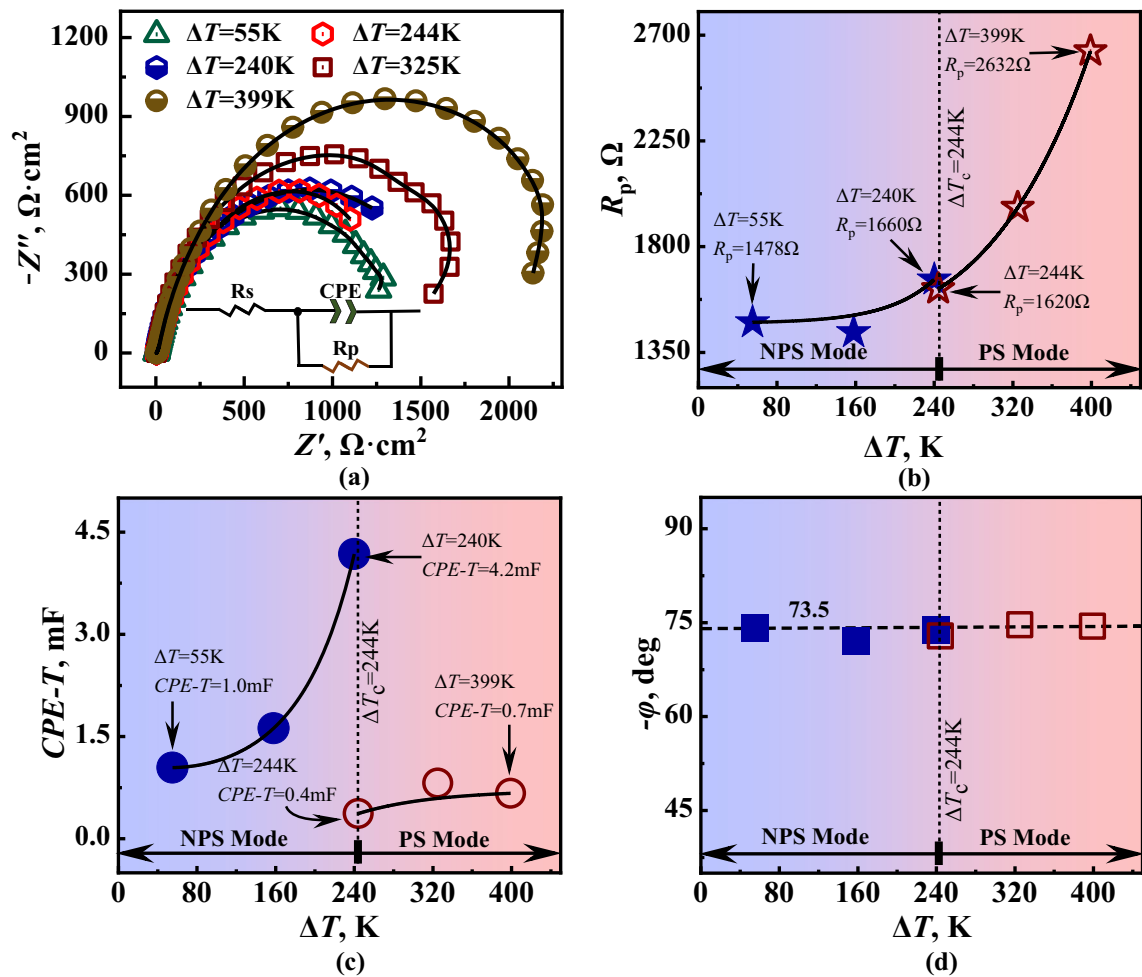 1300
900
600
300
0
-Z″, Ω·cm²
ΔT=55K
ΔT=244K
ΔT=240K
ΔT=325K
ΔT=399K
Rs
CPE
Rp
0
500
1000
1500
2000
Z′, Ω·cm²
(a)
2700
2250
1800
1350
Rₚ, Ω
ΔT=399K
Rₚ=2632Ω
ΔT_c=244K
ΔT=240K
Rₚ=1660Ω
ΔT=55K
Rₚ=1478Ω
ΔT=244K
Rₚ=1620Ω
NPS Mode
PS Mode
0
80
160
240
320
400
ΔT, K
(b)
4.5
3.0
1.5
0.0
CPE-T, mF
ΔT=240K
CPE-T=4.2mF
ΔT_c=244K
ΔT=55K
CPE-T=1.0mF
ΔT=399K
CPE-T=0.7mF
ΔT=244K
CPE-T=0.4mF
NPS Mode
PS Mode
0
80
160
240
320
400
ΔT, K
(c)
90
75
60
45
-φ, deg
73.5
ΔT_c=244K
NPS Mode
PS Mode
0
80
160
240
320
400
ΔT, K
(d)